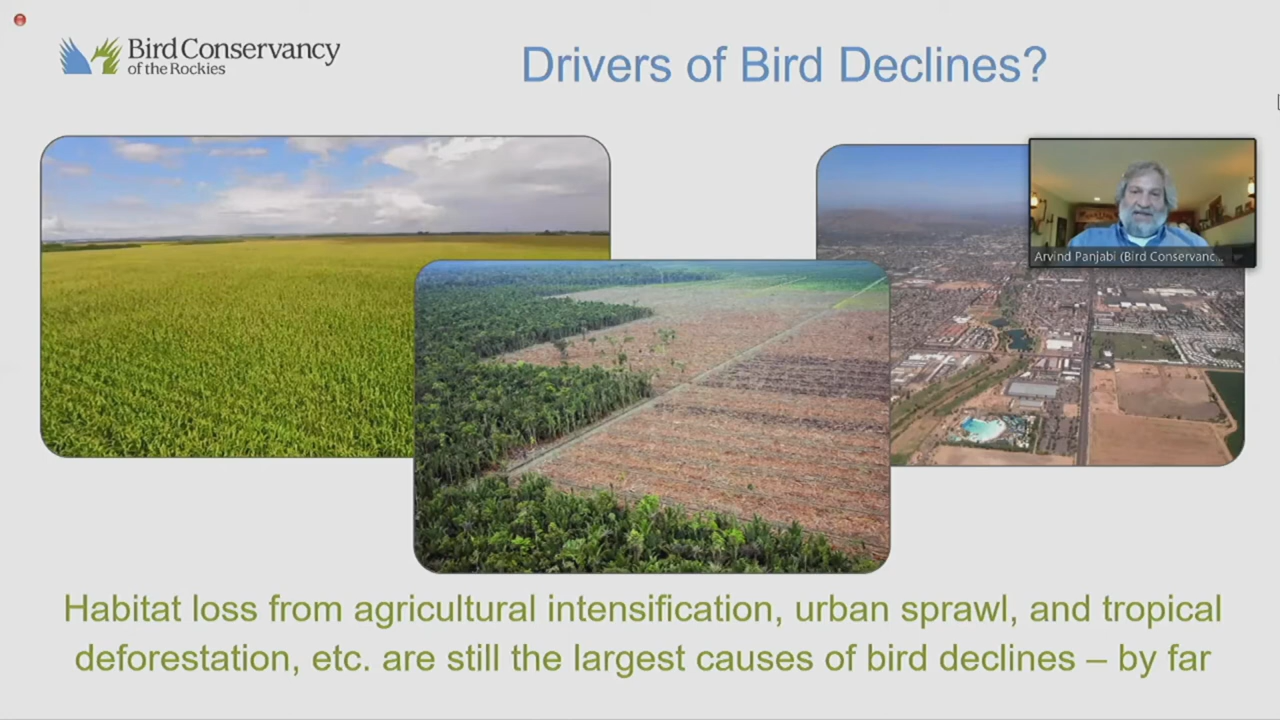 Bird Conservancy
of the Rockies
Drivers of Bird Declines?
Arvind Panjabi (Bird Conservanc...
Habitat loss from agricultural intensification, urban sprawl, and tropical
deforestation, etc. are still the largest causes of bird declines – by far